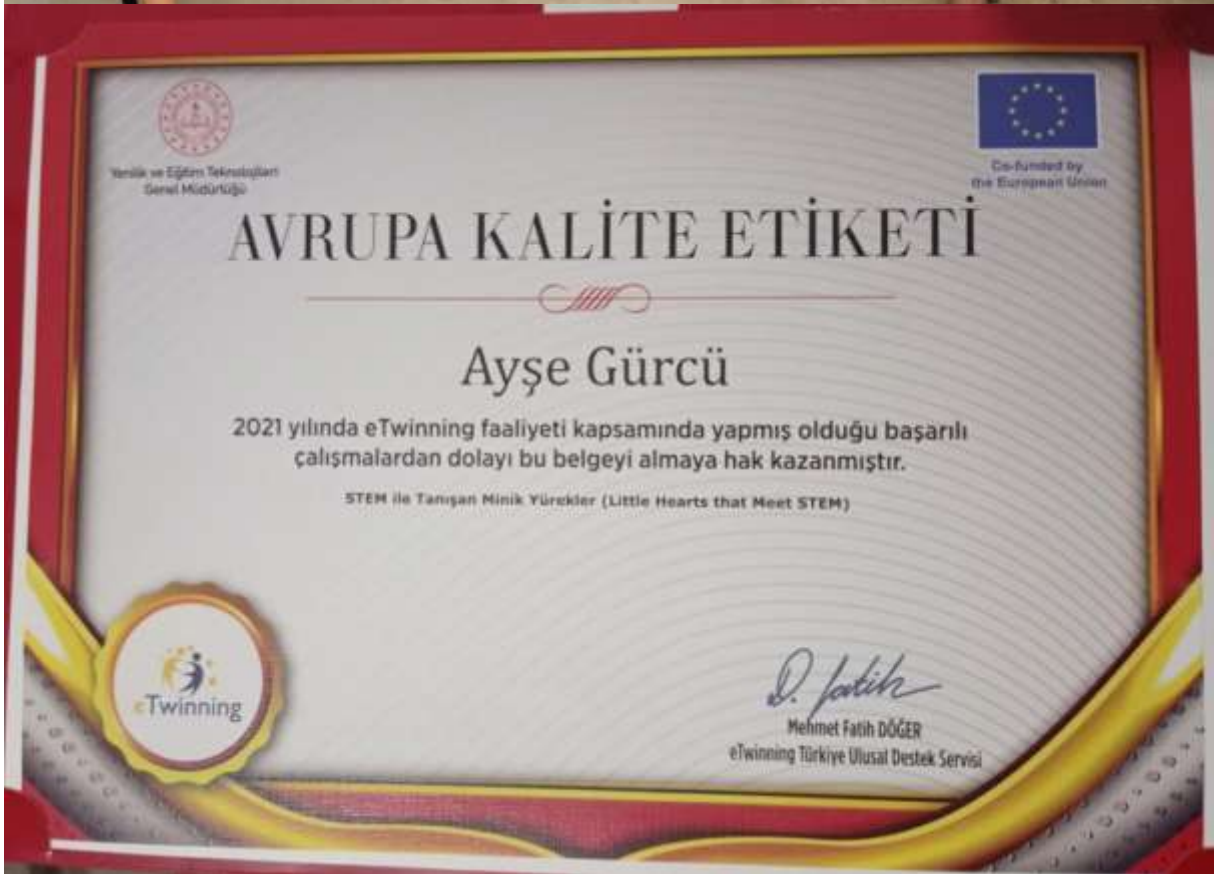 Yenilik ve Eğitim Teknolojileri
Genel Müdürlüğü
Co-funded by
the European Union
AVRUPA KALİTE ETİKETİ
Ayşe Gürcü
2021 yılında eTwinning faaliyeti kapsamında yapmış olduğu başarılı
çalışmalardan dolayı bu belgeyi almaya hak kazanmıştır.
STEM ile Tanışan Minik Yürekler (Little Hearts that Meet STEM)
eTwinning
D. fatih
Mehmet Fatih DÖĞER
eTwinning Türkiye Ulusal Destek Servisi